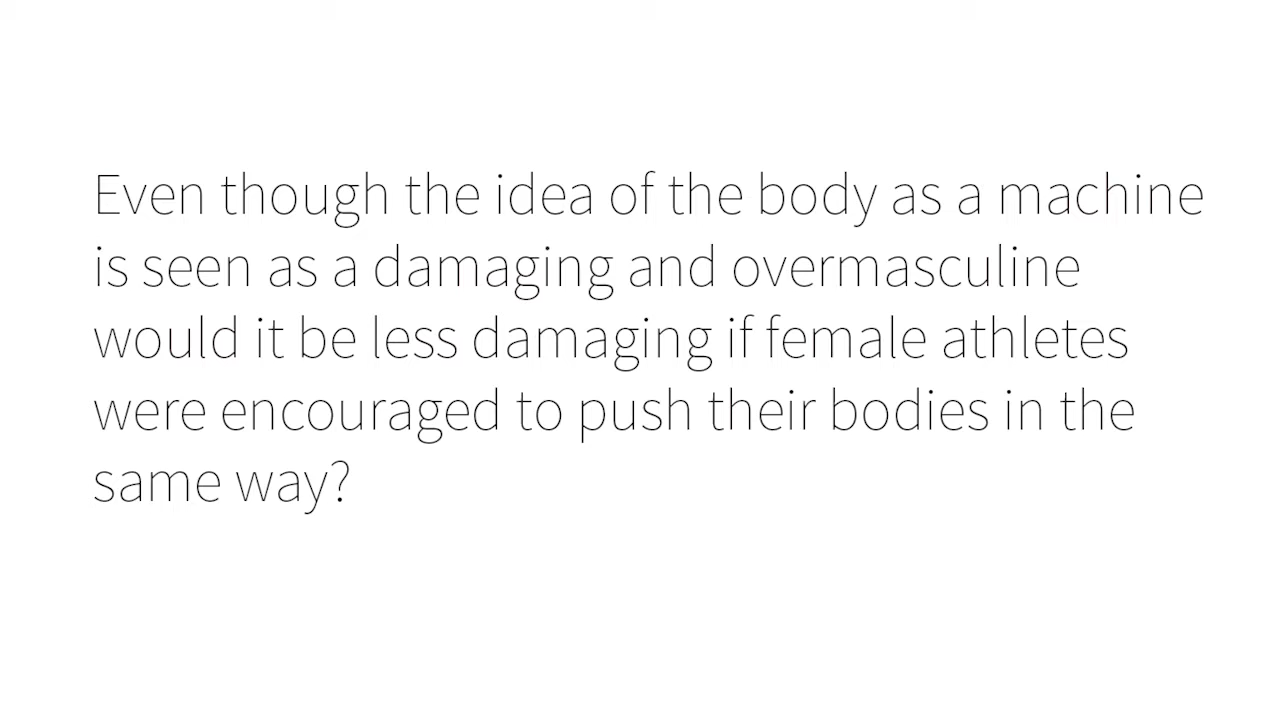 Even though the idea of the body as a machine
is seen as a damaging and overmasculine
would it be less damaging if female athletes
were encouraged to push their bodies in the
same way?